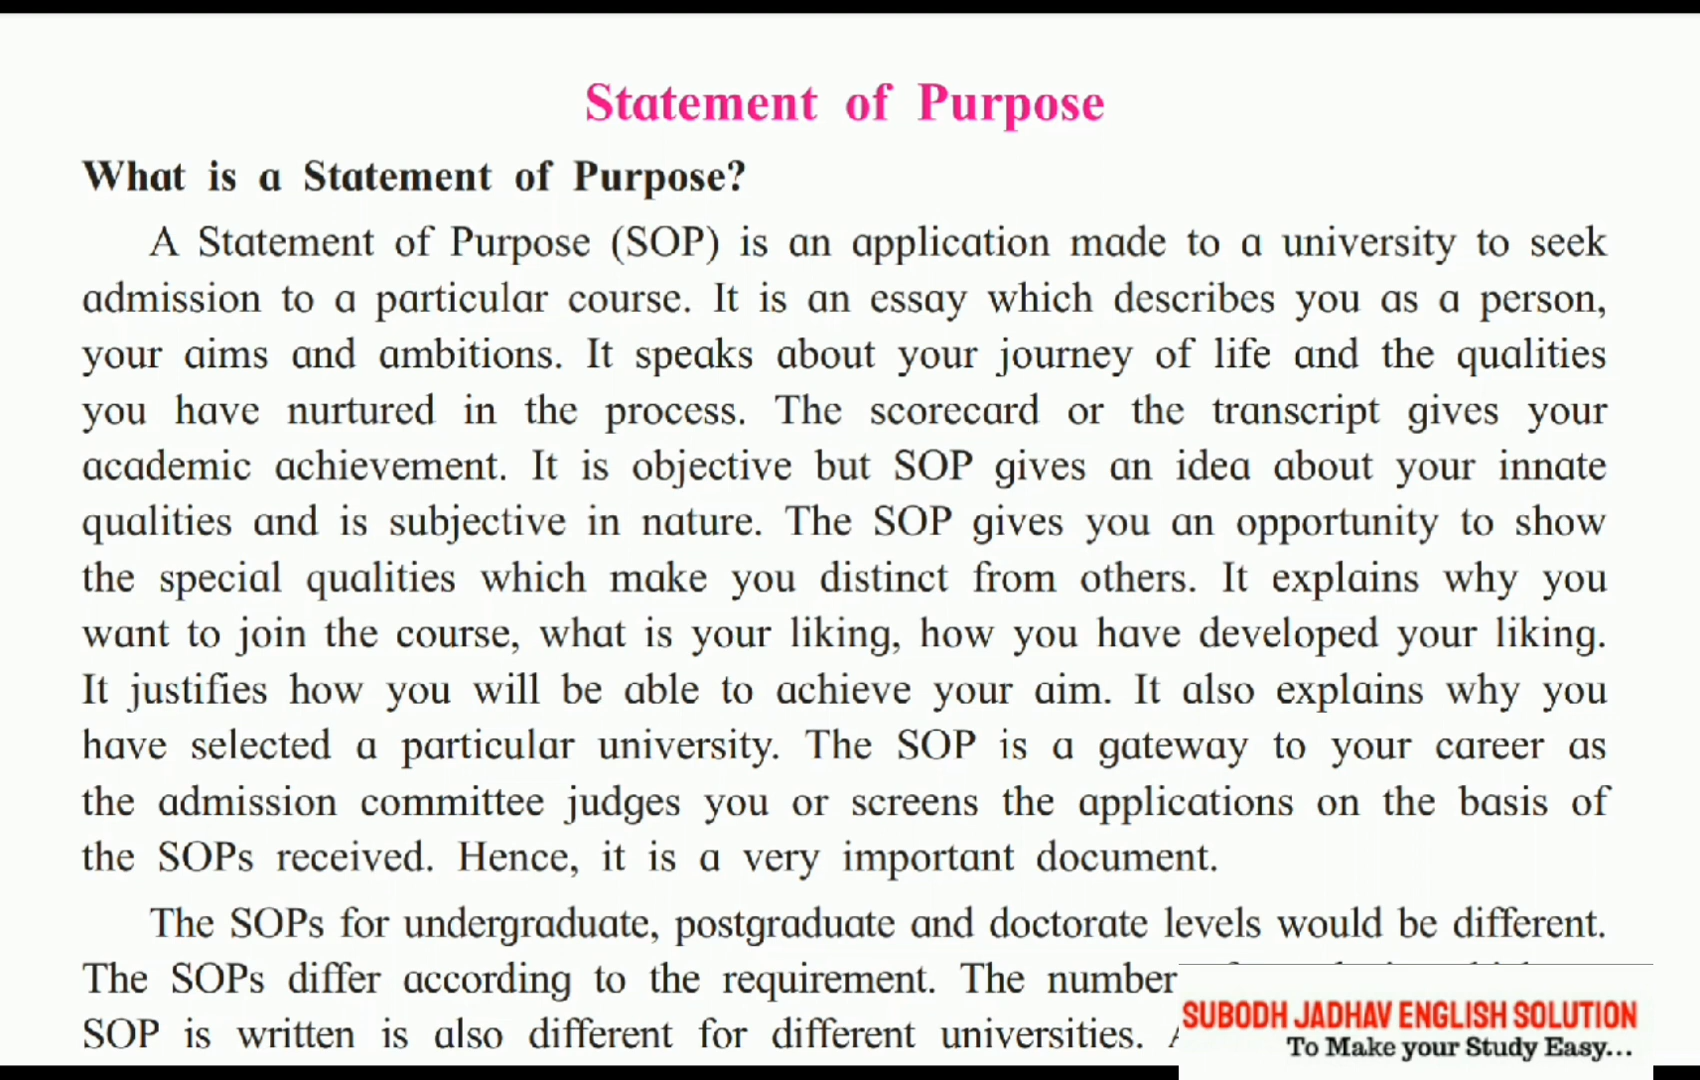 Statement of Purpose
What is a Statement of Purpose?
A Statement of Purpose (SOP) is an application made to a university to seek
admission to a particular course. It is an essay which describes you as a person,
your aims and ambitions. It speaks about your journey of life and the qualities
you have nurtured in the process. The scorecard or the transcript gives your
academic achievement. It is objective but SOP gives an idea about your innate
qualities and is subjective in nature. The SOP gives you an opportunity to show
the special qualities which make you distinct from others. It explains why you
want to join the course, what is your liking, how you have developed your liking.
It justifies how you will be able to achieve your aim. It also explains why you
have selected a particular university. The SOP is a gateway to your career as
the admission committee judges you or screens the applications on the basis of
the SOPs received. Hence, it is a very important document.
The SOPs for undergraduate, postgraduate and doctorate levels would be different.
The SOPs differ according to the requirement. The number
SOP is written is also different for different universities.
SUBODH JADHAV ENGLISH SOLUTION
To Make your Study Easy...